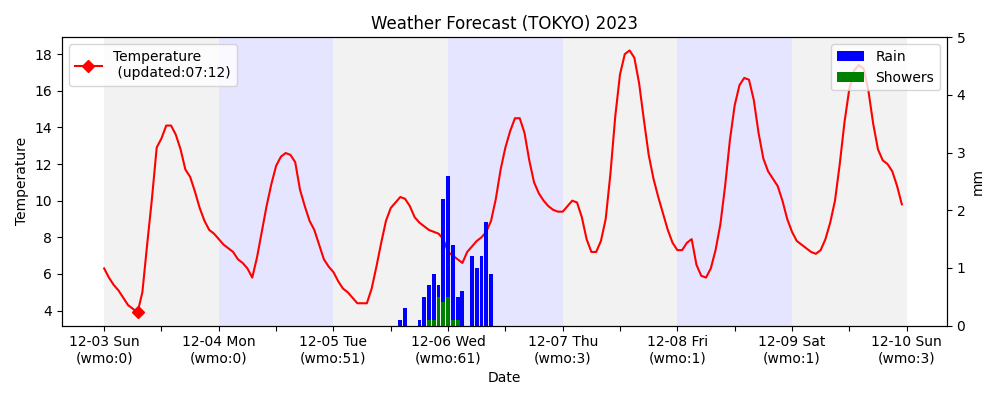 Weather Forecast (TOKYO) 2023
Temperature
(updated:07:12)
Rain
Showers
18
16
14
12
10
8
6
4
Temperature
5
4
3
2
1
0
mm
12-03 Sun
(wmo:0)
12-04 Mon
(wmo:0)
12-05 Tue
(wmo:51)
12-06 Wed
(wmo:61)
12-07 Thu
(wmo:3)
12-08 Fri
(wmo:1)
12-09 Sat
(wmo:1)
12-10 Sun
(wmo:3)
Date